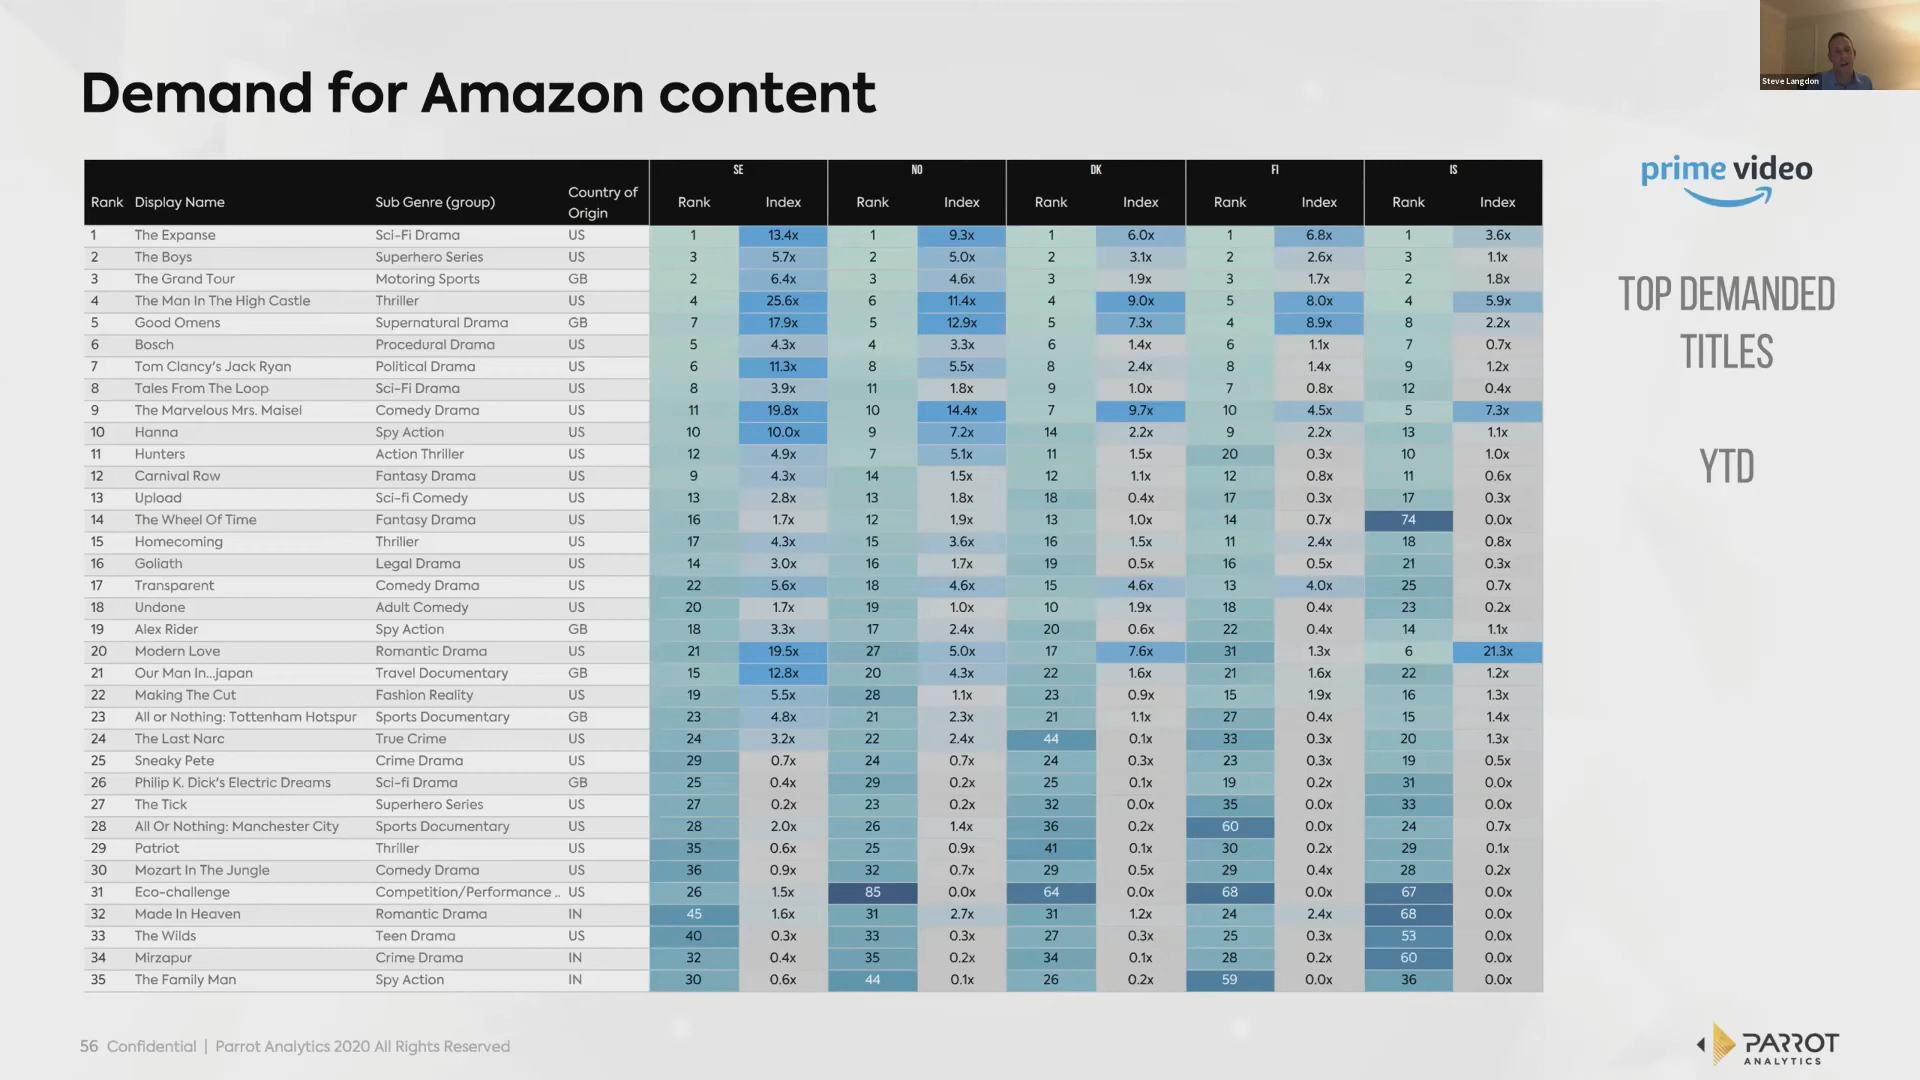 Steve Langdon
Demand for Amazon content
prime video
TOP DEMANDED
TITLES
YTD
SE NO DK FI IS
Rank Display Name Sub Genre (group) Country of Origin Rank Index Rank Index Rank Index Rank Index Rank Index
1 The Expanse Sci-Fi Drama US 1 13.4x 1 9.3x 1 6.0x 1 6.8x 1 3.6x
2 The Boys Superhero Series US 3 5.7x 2 5.0x 2 3.1x 2 2.6x 3 1.1x
3 The Grand Tour Motoring Sports GB 2 6.4x 3 4.6x 3 1.9x 3 1.7x 2 1.8x
4 The Man In The High Castle Thriller US 4 25.6x 6 11.4x 4 9.0x 5 8.0x 4 5.9x
5 Good Omens Supernatural Drama GB 7 17.9x 5 12.9x 5 7.3x 4 8.9x 8 2.2x
6 Bosch Procedural Drama US 5 4.3x 4 3.3x 6 1.4x 6 1.1x 7 0.7x
7 Tom Clancy's Jack Ryan Political Drama US 6 11.3x 8 5.5x 8 2.4x 8 1.4x 9 1.2x
8 Tales From The Loop Sci-Fi Drama US 8 3.9x 11 1.8x 9 1.0x 7 0.8x 12 0.4x
9 The Marvelous Mrs. Maisel Comedy Drama US 11 19.8x 10 14.4x 7 9.7x 10 4.5x 5 7.3x
10 Hanna Spy Action US 10 10.0x 9 7.2x 14 2.2x 9 2.2x 13 1.1x
11 Hunters Action Thriller US 12 4.9x 7 5.1x 11 1.5x 20 0.3x 10 1.0x
12 Carnival Row Fantasy Drama US 9 4.3x 14 1.5x 12 1.1x 12 0.8x 11 0.6x
13 Upload Sci-fi Comedy US 13 2.8x 13 1.8x 18 0.4x 17 0.3x 17 0.3x
14 The Wheel Of Time Fantasy Drama US 16 1.7x 12 1.9x 13 1.0x 14 0.7x 74 0.0x
15 Homecoming Thriller US 17 4.3x 15 3.6x 16 1.5x 11 2.4x 18 0.8x
16 Goliath Legal Drama US 14 3.0x 16 1.7x 19 0.5x 16 0.5x 21 0.3x
17 Transparent Comedy Drama US 22 5.6x 18 4.6x 15 4.6x 13 4.0x 25 0.7x
18 Undone Adult Comedy US 20 1.7x 19 1.0x 10 1.9x 18 0.4x 23 0.2x
19 Alex Rider Spy Action GB 18 3.3x 17 2.4x 20 0.6x 22 0.4x 14 1.1x
20 Modern Love Romantic Drama US 21 19.5x 27 5.0x 17 7.6x 31 1.3x 6 21.3x
21 Our Man In...japan Travel Documentary GB 15 12.8x 20 4.3x 22 1.6x 21 1.6x 22 1.2x
22 Making The Cut Fashion Reality US 19 5.5x 28 1.1x 23 0.9x 15 1.9x 16 1.3x
23 All or Nothing: Tottenham Hotspur Sports Documentary GB 23 4.8x 21 2.3x 21 1.1x 27 0.4x 15 1.4x
24 The Last Narc True Crime US 24 3.2x 22 2.4x 44 0.1x 33 0.3x 20 1.3x
25 Sneaky Pete Crime Drama US 29 0.7x 24 0.7x 24 0.3x 23 0.3x 19 0.5x
26 Philip K. Dick's Electric Dreams Sci-fi Drama GB 25 0.4x 29 0.2x 25 0.1x 19 0.2x 31 0.0x
27 The Tick Superhero Series US 27 0.2x 23 0.2x 32 0.0x 35 0.0x 33 0.0x
28 All Or Nothing: Manchester City Sports Documentary US 28 2.0x 26 1.4x 36 0.2x 60 0.0x 24 0.7x
29 Patriot Thriller US 35 0.6x 25 0.9x 41 0.1x 30 0.2x 29 0.1x
30 Mozart In The Jungle Comedy Drama US 36 0.9x 32 0.7x 29 0.5x 29 0.4x 28 0.2x
31 Eco-challenge Competition/Performance .. US 26 1.5x 85 0.0x 64 0.0x 68 0.0x 67 0.0x
32 Made In Heaven Romantic Drama IN 45 1.6x 31 2.7x 31 1.2x 24 2.4x 68 0.0x
33 The Wilds Teen Drama US 40 0.3x 33 0.3x 27 0.3x 25 0.3x 53 0.0x
34 Mirzapur Crime Drama IN 32 0.4x 35 0.2x 34 0.1x 28 0.2x 60 0.0x
35 The Family Man Spy Action IN 30 0.6x 44 0.1x 26 0.2x 59 0.0x 36 0.0x
56 Confidential | Parrot Analytics 2020 All Rights Reserved
PARROT
ANALYTICS